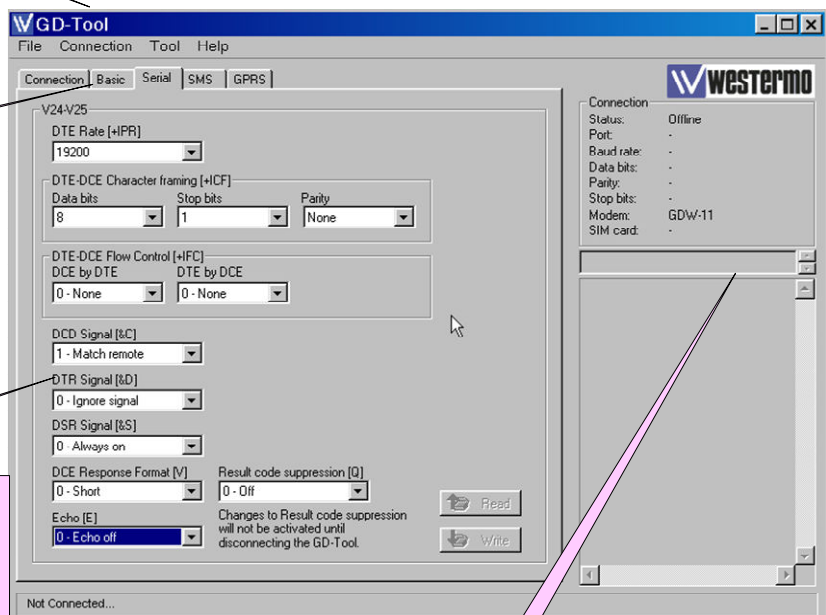 GD-Tool
File Connection Tool Help
Connection Basic Serial SMS GPRS
westermo
V24-V25
DTE Rate [+IPR]
19200
DTE-DCE Character framing [+ICF]
Data bits Stop bits Parity
8 1 None
DTE-DCE Flow Control [+IFC]
DCE by DTE DTE by DCE
0 - None 0 - None
DCD Signal [&C]
1 - Match remote
DTR Signal [&D]
0 - Ignore signal
DSR Signal [&S]
0 - Always on
DCE Response Format [V] Result code suppression [Q]
0 - Short 0 - Off
Echo [E]
0 - Echo off
Changes to Result code suppression
will not be activated until
disconnecting the GD-Tool.
Read
Write
Connection
Status: Offline
Port: -
Baud rate: -
Data bits: -
Parity: -
Stop bits: -
Modem: GDW-11
SIM card: -
Not Connected...